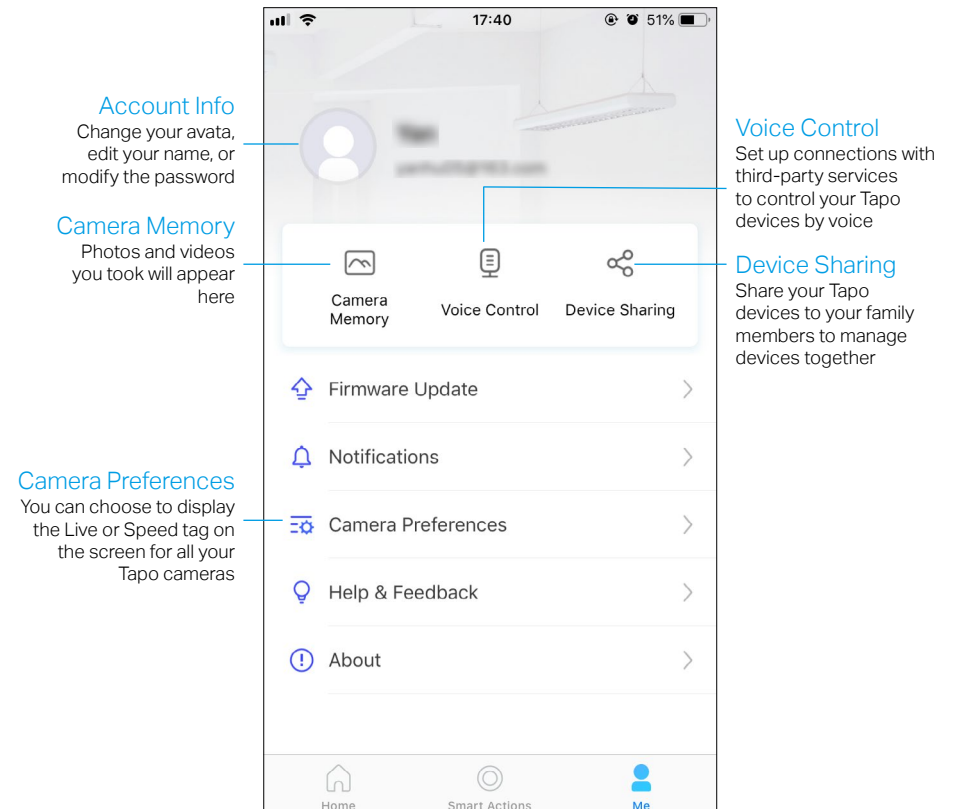 17:40
51%
Account Info
Change your avata,
edit your name, or
modify the password
Camera Memory
Photos and videos
you took will appear
here
Voice Control
Set up connections with
third-party services
to control your Tapo
devices by voice
Device Sharing
Share your Tapo
devices to your family
members to manage
devices together
Camera
Memory
Voice Control
Device Sharing
Firmware Update
Notifications
Camera Preferences
You can choose to display
the Live or Speed tag on
the screen for all your
Tapo cameras
Camera Preferences
Help & Feedback
About
Home
Smart Actions
Me